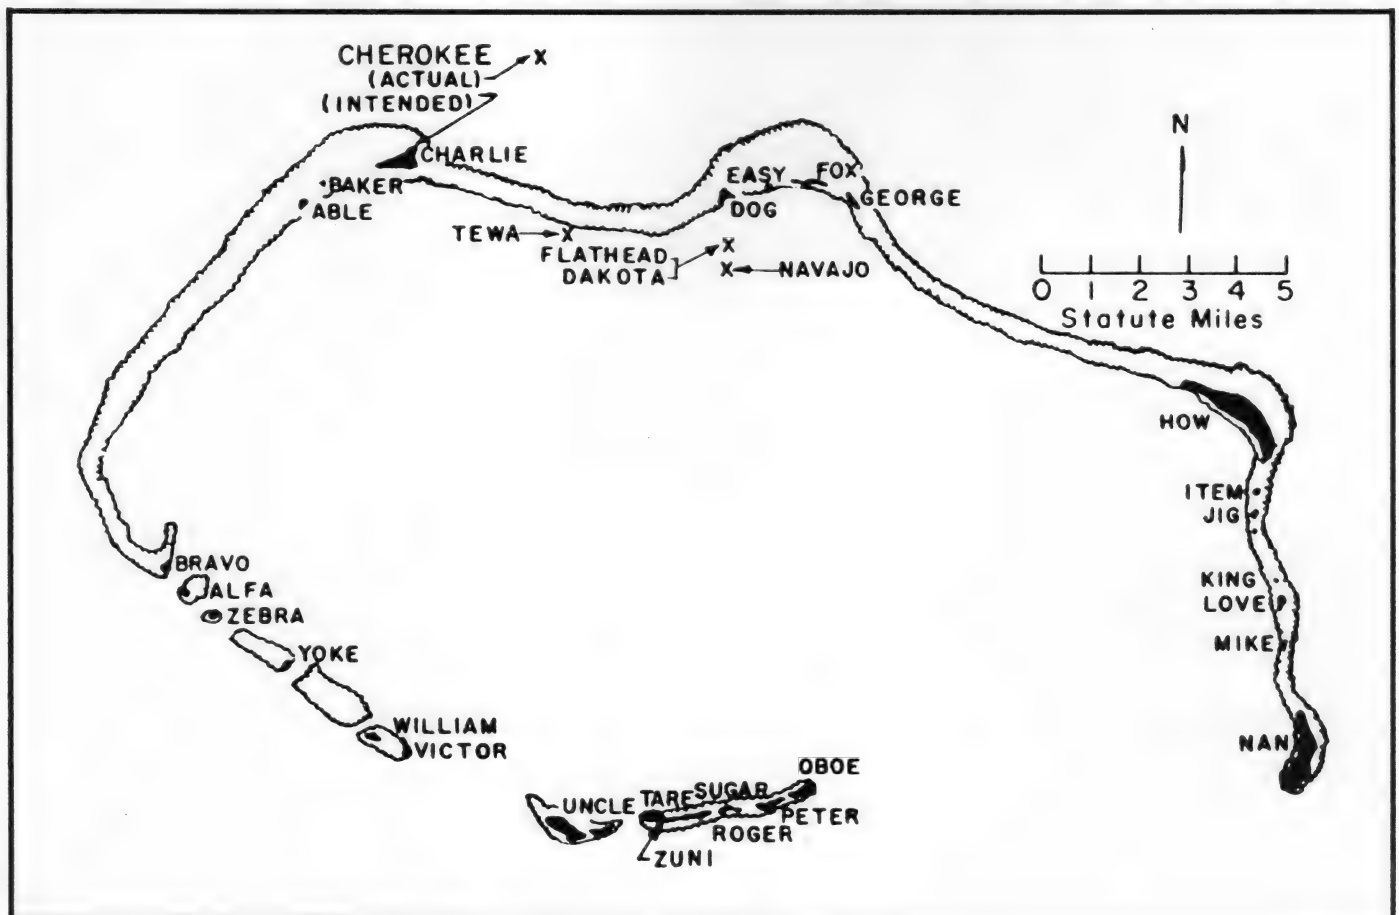 CHEROKEE
(ACTUAL)
(INTENDED)
CHARLIE
BAKER
ABLE
EASY
FOX
DOG
GEORGE
TEWA
FLATHEAD
DAKOTA
NAVAJO
N
0 1 2 3 4 5
Statute Miles
HOW
ITEM
JIG
KING
LOVE
MIKE
NAN
BRAVO
ALFA
ZEBRA
YOKE
WILLIAM
VICTOR
OBOE
UNCLE TARE SUGAR
PETER
ROGER
ZUNI